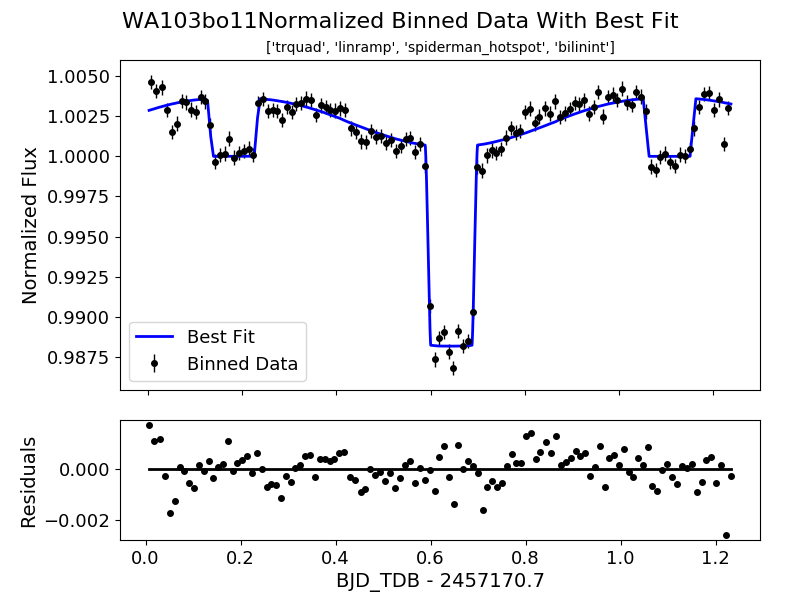 WA103bo11Normalized Binned Data With Best Fit
['trquad', 'linramp', 'spiderman_hotspot', 'bilinint']
1.0050
1.0025
1.0000
0.9975
0.9950
0.9925
0.9900
0.9875
Normalized Flux
Best Fit
Binned Data
0.000
−0.002
Residuals
0.0 0.2 0.4 0.6 0.8 1.0 1.2
BJD_TDB - 2457170.7